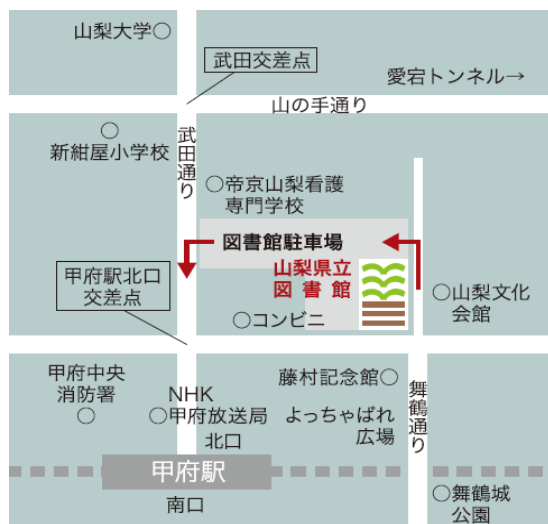 山梨大学○
武田交差点
愛宕トンネル→
山の手通り
○
新紺屋小学校
武田通り
○帝京山梨看護
専門学校
図書館駐車場
山梨県立
図書館
甲府駅北口
交差点
○コンビニ
○山梨文化
会館
甲府中央
消防署
○
NHK
○甲府放送局
北口
藤村記念館○
よっちゃばれ
広場
舞鶴通り
甲府駅
南口
○舞鶴城
公園